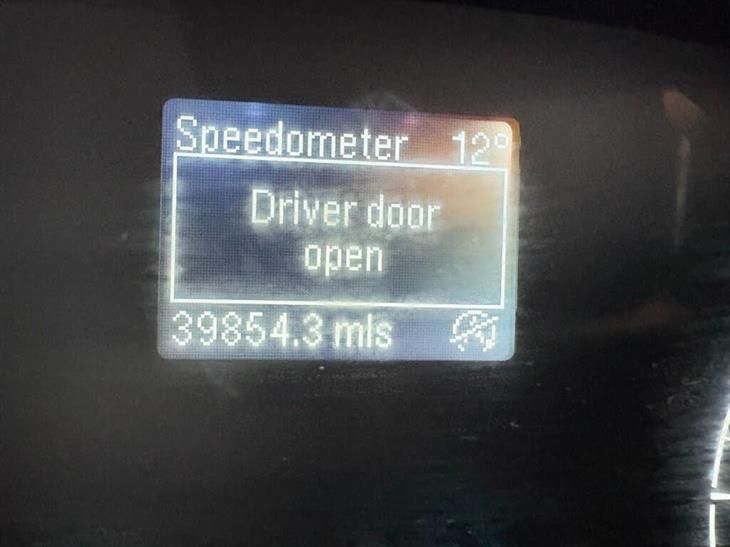 Speedometer 12°
Driver door
open
39854.3 mls